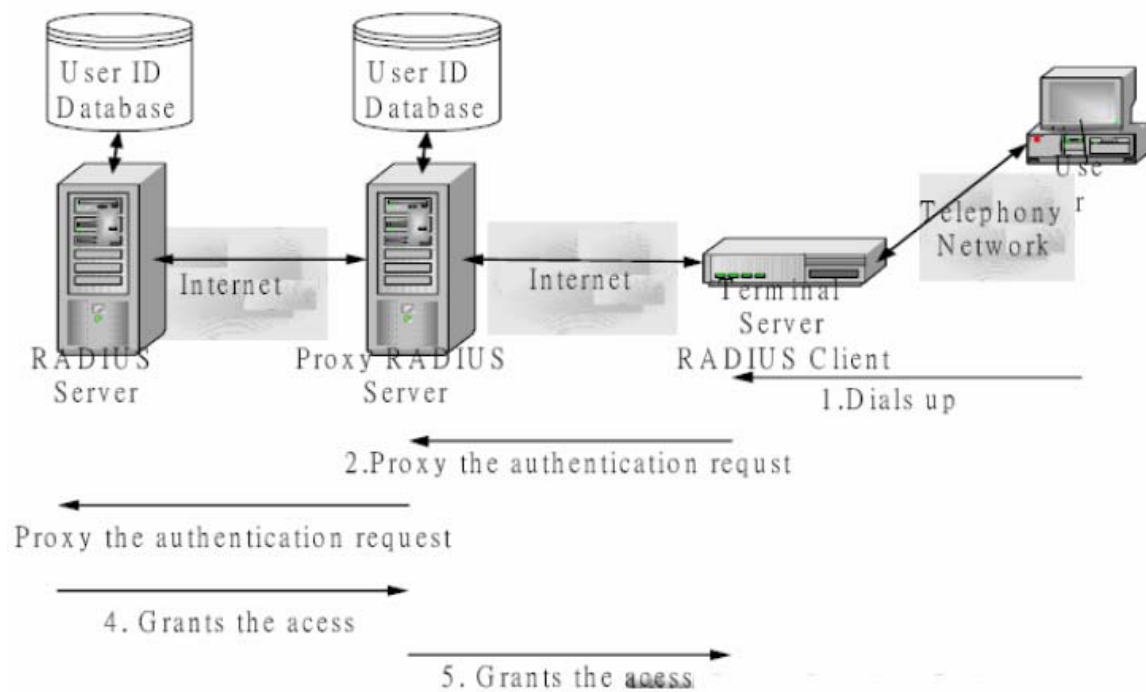 User ID
Database
User ID
Database
Use
r
Telephony
Network
Internet
Internet
Terminal
Server
RADIUS Client
RADIUS
Server
Proxy RADIUS
Server
1.Dials up
2.Proxy the authentication requst
Proxy the authentication request
4. Grants the acess
5. Grants the acess